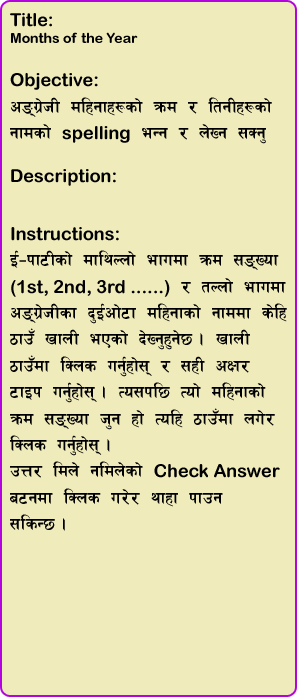 Title:
Months of the Year
Objective:
अङ्ग्रेजी महिनाहरूको क्रम र तिनीहरूको
नामको spelling भन्न र लेख्न सक्नु
Description:
Instructions:
ई-पाटीको माथिल्लो भागमा क्रम सङ्ख्या
(1st, 2nd, 3rd ......) र तल्लो भागमा
अङ्ग्रेजीका दुईओटा महिनाको नाममा केहि
ठाउँ खाली भएको देख्नुहुनेछ । खाली
ठाउँमा क्लिक गर्नुहोस् र सही अक्षर
टाइप गर्नुहोस् । त्यसपछि त्यो महिनाको
क्रम सङ्ख्या जुन हो त्यहि ठाउँमा लगेर
क्लिक गर्नुहोस् ।
उत्तर मिले नमिलेको Check Answer
बटनमा क्लिक गरेर थाहा पाउन
सकिन्छ ।